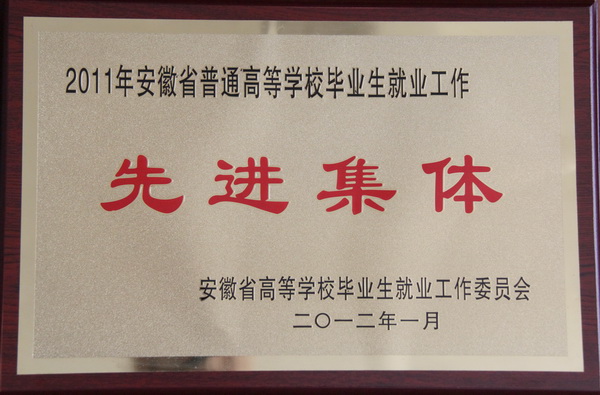 2011年安徽省普通高等学校毕业生就业工作
先进集体
安徽省高等学校毕业生就业工作委员会
二〇一二年一月